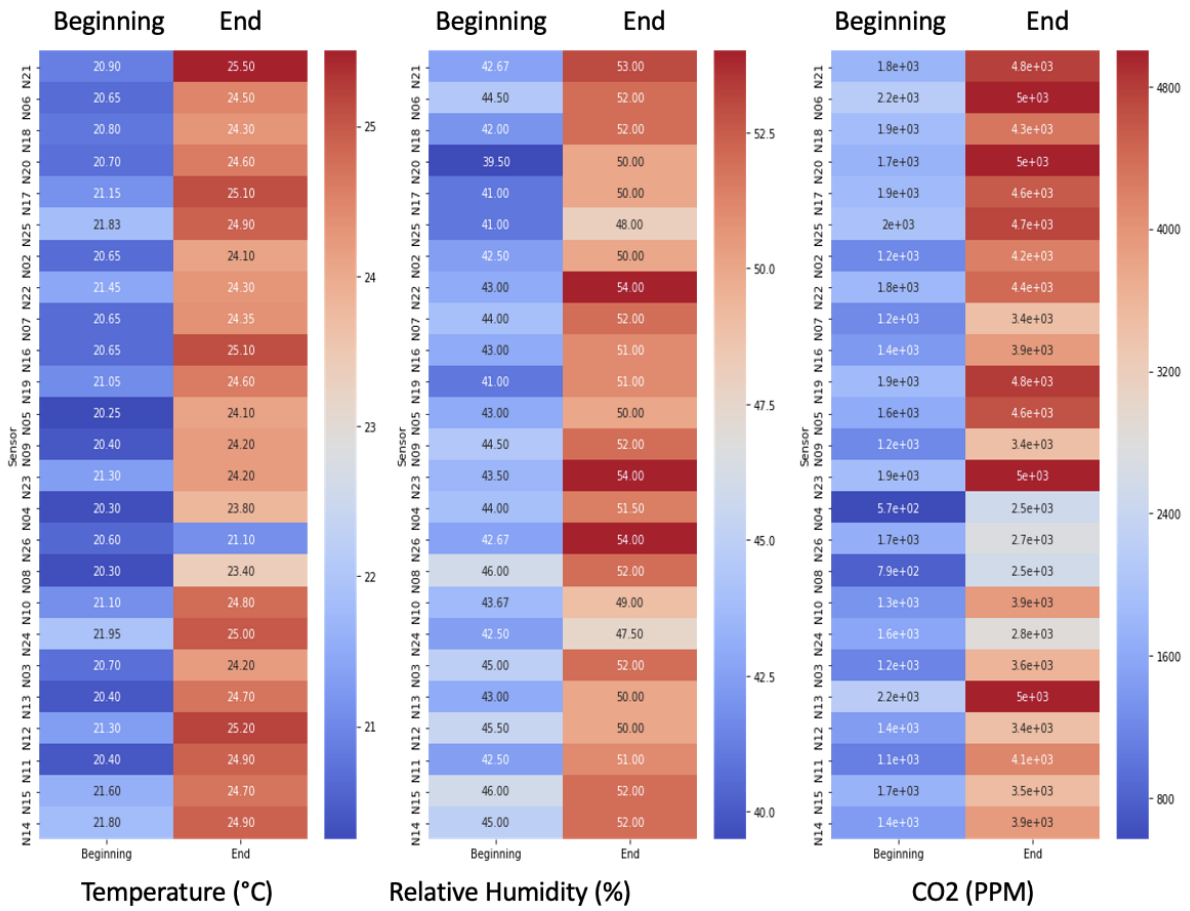 Beginning End Beginning End Beginning End
N21 20.90 25.50 N21 42.67 53.00 N21 1.8e+03 4.8e+03 4800
N06 20.65 24.50 N06 44.50 52.00 N06 2.2e+03 5e+03
N18 20.80 24.30 25 N18 42.00 52.00 52.5 N18 1.9e+03 4.3e+03
N20 20.70 24.60 N20 39.50 50.00 N20 1.7e+03 5e+03
N17 21.15 25.10 N17 41.00 50.00 N17 1.9e+03 4.6e+03
N25 21.83 24.90 N25 41.00 48.00 N25 2e+03 4.7e+03 4000
N02 20.65 24.10 24 N02 42.50 50.00 50.0 N02 1.2e+03 4.2e+03
N22 21.45 24.30 N22 43.00 54.00 N22 1.8e+03 4.4e+03
N07 20.65 24.35 N07 44.00 52.00 N07 1.2e+03 3.4e+03
N16 20.65 25.10 N16 43.00 51.00 N16 1.4e+03 3.9e+03
N19 21.05 24.60 N19 41.00 51.00 N19 1.9e+03 4.8e+03 3200
N05 20.25 24.10 23 N05 43.00 50.00 47.5 N05 1.6e+03 4.6e+03
Sensor Sensor Sensor
N09 20.40 24.20 N09 44.50 52.00 N09 1.2e+03 3.4e+03
N23 21.30 24.20 N23 43.50 54.00 N23 1.9e+03 5e+03
N04 20.30 23.80 N04 44.00 51.50 N04 5.7e+02 2.5e+03 2400
N26 20.60 21.10 N26 42.67 54.00 45.0 N26 1.7e+03 2.7e+03
N08 20.30 23.40 22 N08 46.00 52.00 N08 7.9e+02 2.5e+03
N10 21.10 24.80 N10 43.67 49.00 N10 1.3e+03 3.9e+03
N24 21.95 25.00 N24 42.50 47.50 N24 1.6e+03 2.8e+03
N03 20.70 24.20 N03 45.00 52.00 42.5 N03 1.2e+03 3.6e+03 1600
N13 20.40 24.70 N13 43.00 50.00 N13 2.2e+03 5e+03
N12 21.30 25.20 21 N12 45.50 50.00 N12 1.4e+03 3.4e+03
N11 20.40 24.90 N11 42.50 51.00 N11 1.1e+03 4.1e+03
N15 21.60 24.70 N15 46.00 52.00 40.0 N15 1.7e+03 3.5e+03 800
N14 21.80 24.90 N14 45.00 52.00 N14 1.4e+03 3.9e+03
Beginning End Beginning End Beginning End
Temperature (°C) Relative Humidity (%) CO2 (PPM)